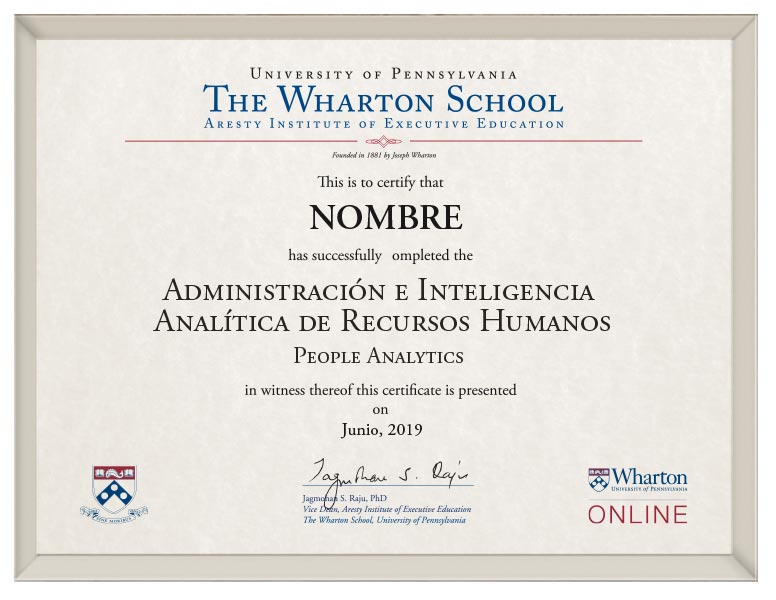 UNIVERSITY OF PENNSYLVANIA
THE WHARTON SCHOOL
ARESTY INSTITUTE OF EXECUTIVE EDUCATION
Founded in 1881 by Joseph Wharton
This is to certify that
NOMBRE
has successfully ompleted the
ADMINISTRACIÓN E INTELIGENCIA
ANALÍTICA DE RECURSOS HUMANOS
PEOPLE ANALYTICS
in witness thereof this certificate is presented
on
Junio, 2019
Jagmohan S. Raju
Jagmohan S. Raju, PhD
Vice Dean, Aresty Institute of Executive Education
The Wharton School, University of Pennsylvania
Wharton
UNIVERSITY OF PENNSYLVANIA
ONLINE